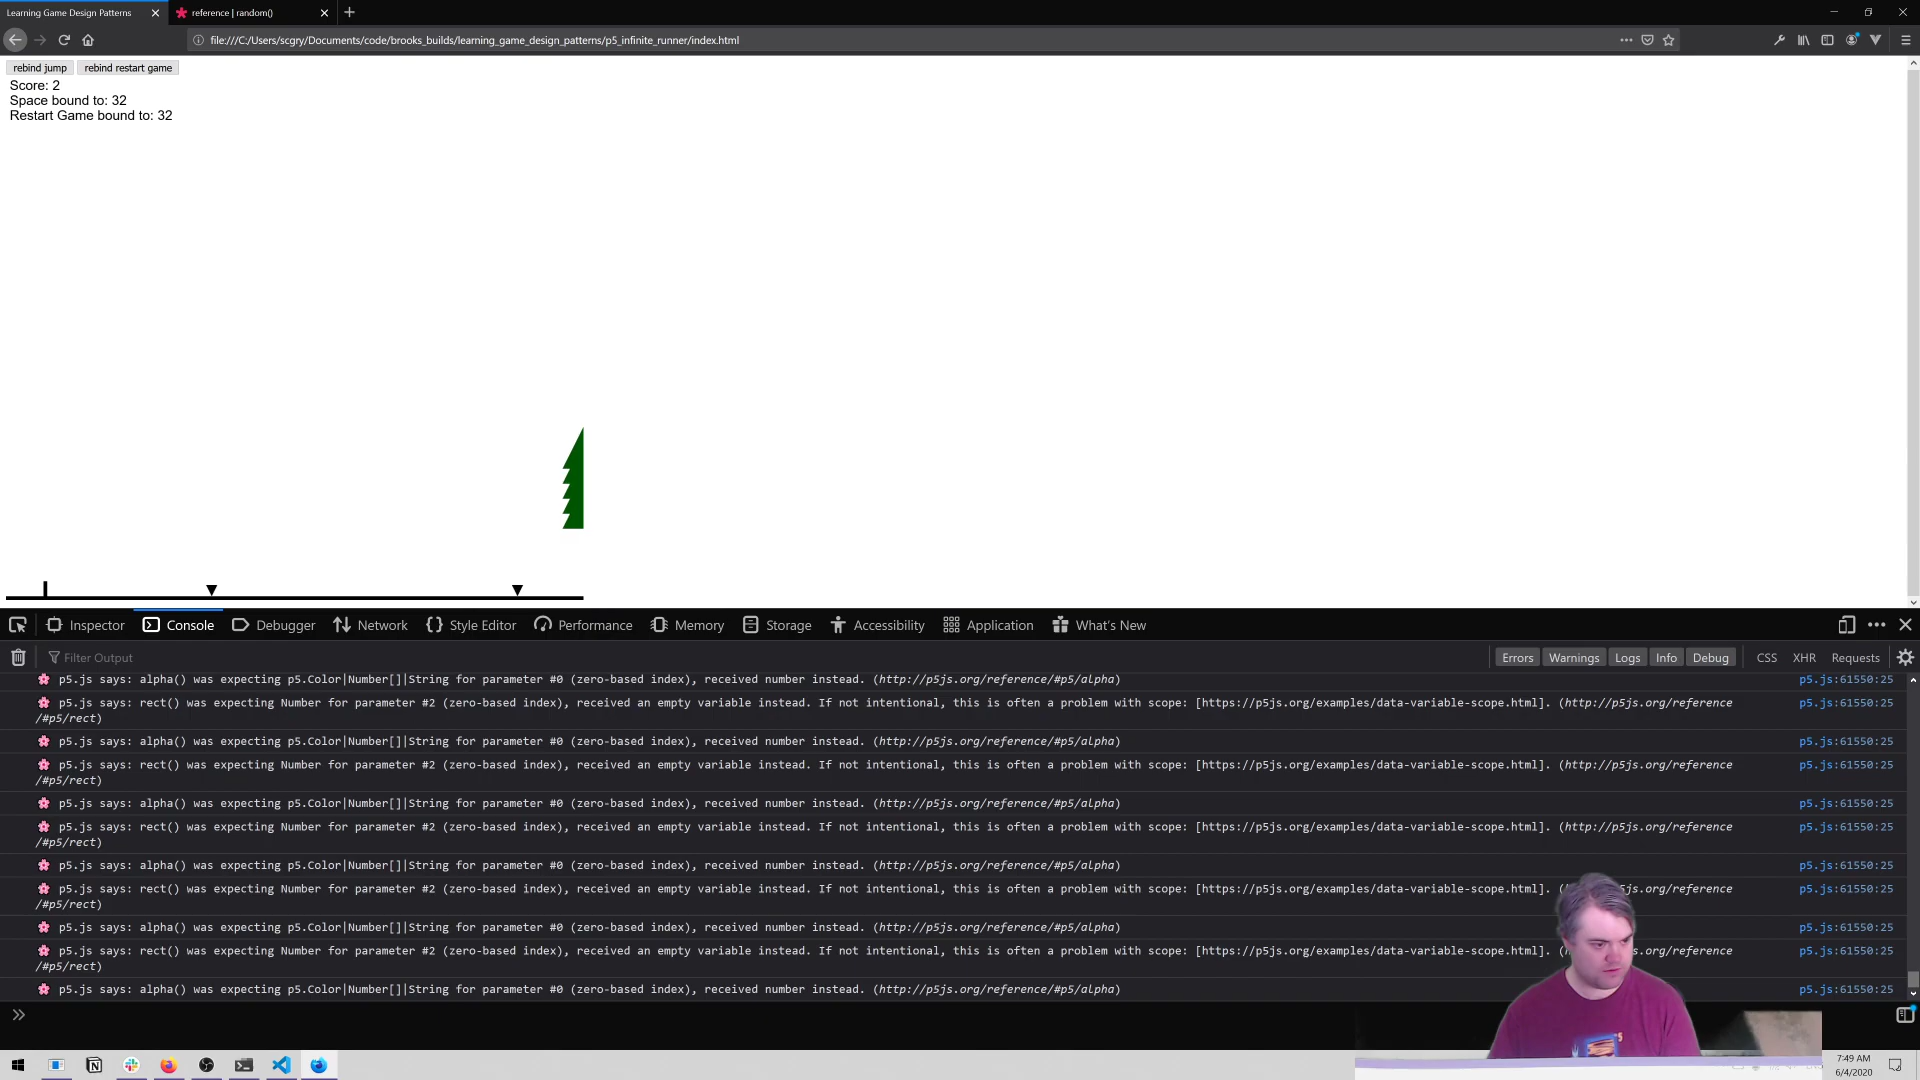 Learning Game Design Patterns
reference | random()
file:///C:/Users/scgry/Documents/code/brooks_builds/learning_game_design_patterns/p5_infinite_runner/index.html
rebind jump
rebind restart game
Score: 2
Space bound to: 32
Restart Game bound to: 32
Inspector Console Debugger Network Style Editor Performance Memory Storage Accessibility Application What's New
Filter Output
Errors Warnings Logs Info Debug CSS XHR Requests
p5.js says: alpha() was expecting p5.Color|Number[]|String for parameter #0 (zero-based index), received number instead. (http://p5js.org/reference/#p5/alpha) p5.js:61550:25
p5.js says: rect() was expecting Number for parameter #2 (zero-based index), received an empty variable instead. If not intentional, this is often a problem with scope: [https://p5js.org/examples/data-variable-scope.html]. (http://p5js.org/reference p5.js:61550:25
/#p5/rect)
p5.js says: alpha() was expecting p5.Color|Number[]|String for parameter #0 (zero-based index), received number instead. (http://p5js.org/reference/#p5/alpha) p5.js:61550:25
p5.js says: rect() was expecting Number for parameter #2 (zero-based index), received an empty variable instead. If not intentional, this is often a problem with scope: [https://p5js.org/examples/data-variable-scope.html]. (http://p5js.org/reference p5.js:61550:25
/#p5/rect)
p5.js says: alpha() was expecting p5.Color|Number[]|String for parameter #0 (zero-based index), received number instead. (http://p5js.org/reference/#p5/alpha) p5.js:61550:25
p5.js says: rect() was expecting Number for parameter #2 (zero-based index), received an empty variable instead. If not intentional, this is often a problem with scope: [https://p5js.org/examples/data-variable-scope.html]. (http://p5js.org/reference p5.js:61550:25
/#p5/rect)
p5.js says: alpha() was expecting p5.Color|Number[]|String for parameter #0 (zero-based index), received number instead. (http://p5js.org/reference/#p5/alpha) p5.js:61550:25
p5.js says: rect() was expecting Number for parameter #2 (zero-based index), received an empty variable instead. If not intentional, this is often a problem with scope: [https://p5js.org/examples/data-variable-scope.html]. (h s.org/reference p5.js:61550:25
/#p5/rect)
p5.js says: alpha() was expecting p5.Color|Number[]|String for parameter #0 (zero-based index), received number instead. (http://p5js.org/reference/#p5/alpha) p5.js:61550:25
p5.js says: rect() was expecting Number for parameter #2 (zero-based index), received an empty variable instead. If not intentional, this is often a problem with scope: [https://p5js.org/examples/data-variable-scope.html]. ( s.org/reference p5.js:61550:25
/#p5/rect)
p5.js says: alpha() was expecting p5.Color|Number[]|String for parameter #0 (zero-based index), received number instead. (http://p5js.org/reference/#p5/alpha) p5.js:61550:25
7:49 AM
6/4/2020